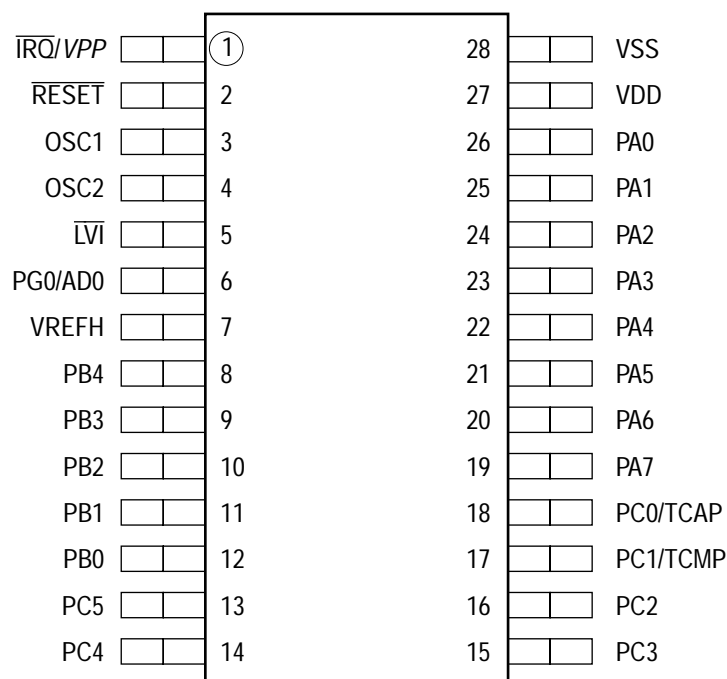 IRQ/VPP 1 28 VSS
RESET 2 27 VDD
OSC1 3 26 PA0
OSC2 4 25 PA1
LVI 5 24 PA2
PG0/AD0 6 23 PA3
VREFH 7 22 PA4
PB4 8 21 PA5
PB3 9 20 PA6
PB2 10 19 PA7
PB1 11 18 PC0/TCAP
PB0 12 17 PC1/TCMP
PC5 13 16 PC2
PC4 14 15 PC3